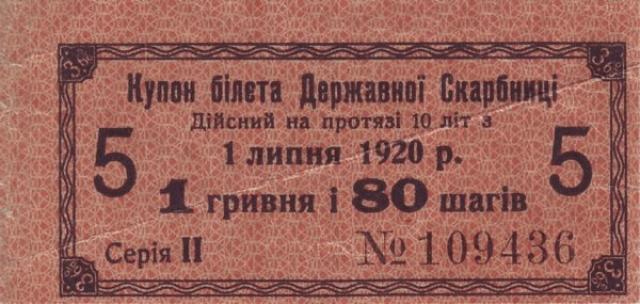 Купон білета Державної Скарбниці
Дійсний на протязі 10 літ з
5 1 липня 1920 р. 5
1 гривня і 80 шагів
Серія II № 109436